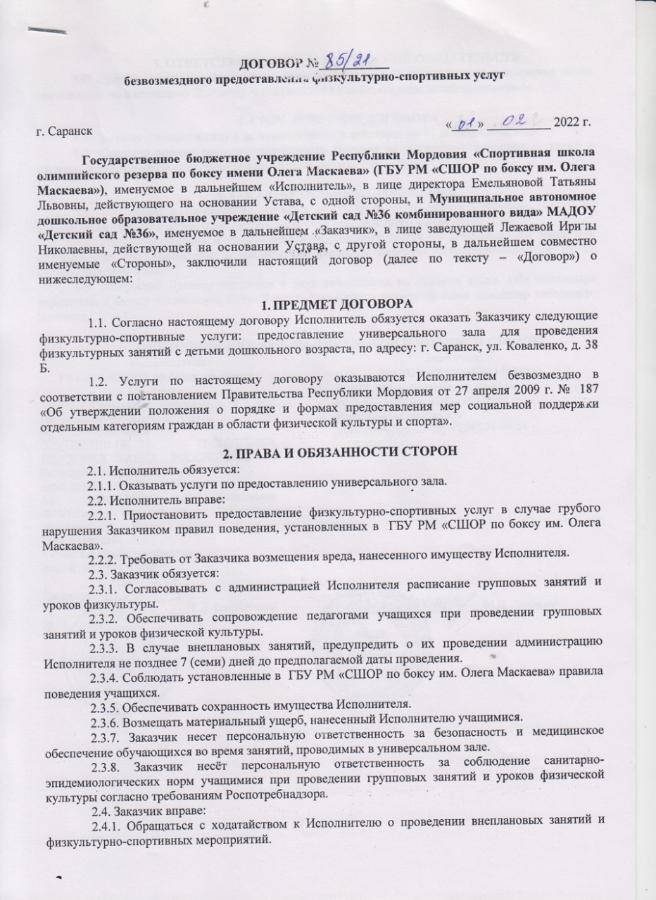 ДОГОВОР № 85/21
безвозмездного предоставления физкультурно-спортивных услуг
г. Саранск «01» 02 2022 г.
Государственное бюджетное учреждение Республики Мордовия «Спортивная школа
олимпийского резерва по боксу имени Олега Маскаева» (ГБУ РМ «СШОР по боксу им. Олега
Маскаева»), именуемое в дальнейшем «Исполнитель», в лице директора Емельяновой Татьяны
Львовны, действующего на основании Устава, с одной стороны, и Муниципальное автономное
дошкольное образовательное учреждение «Детский сад №36 комбинированного вида» МАДОУ
«Детский сад №36», именуемое в дальнейшем «Заказчик», в лице заведующей Лежаевой Ирины
Николаевны, действующей на основании Устава, с другой стороны, в дальнейшем совместно
именуемые «Стороны», заключили настоящий договор (далее по тексту – «Договор») о
нижеследующем:
1. ПРЕДМЕТ ДОГОВОРА
1.1. Согласно настоящему договору Исполнитель обязуется оказать Заказчику следующие
физкультурно-спортивные услуги: предоставление универсального зала для проведения
физкультурных занятий с детьми дошкольного возраста, по адресу: г. Саранск, ул. Коваленко, д. 38
Б.
1.2. Услуги по настоящему договору оказываются Исполнителем безвозмездно в
соответствии с постановлением Правительства Республики Мордовия от 27 апреля 2009 г. № 187
«Об утверждении положения о порядке и формах предоставления мер социальной поддержки
отдельным категориям граждан в области физической культуры и спорта».
2. ПРАВА И ОБЯЗАННОСТИ СТОРОН
2.1. Исполнитель обязуется:
2.1.1. Оказывать услуги по предоставлению универсального зала.
2.2. Исполнитель вправе:
2.2.1. Приостановить предоставление физкультурно-спортивных услуг в случае грубого
нарушения Заказчиком правил поведения, установленных в ГБУ РМ «СШОР по боксу им. Олега
Маскаева».
2.2.2. Требовать от Заказчика возмещения вреда, нанесенного имуществу Исполнителя.
2.3. Заказчик обязуется:
2.3.1. Согласовывать с администрацией Исполнителя расписание групповых занятий и
уроков физкультуры.
2.3.2. Обеспечивать сопровождение педагогами учащихся при проведении групповых
занятий и уроков физической культуры.
2.3.3. В случае внеплановых занятий, предупредить о их проведении администрацию
Исполнителя не позднее 7 (семи) дней до предполагаемой даты проведения.
2.3.4. Соблюдать установленные в ГБУ РМ «СШОР по боксу им. Олега Маскаева» правила
поведения учащихся.
2.3.5. Обеспечивать сохранность имущества Исполнителя.
2.3.6. Возмещать материальный ущерб, нанесенный Исполнителю учащимися.
2.3.7. Заказчик несет персональную ответственность за безопасность и медицинское
обеспечение обучающихся во время занятий, проводимых в универсальном зале.
2.3.8. Заказчик несёт персональную ответственность за соблюдение санитарно-
эпидемиологических норм учащимися при проведении групповых занятий и уроков физической
культуры согласно требованиям Роспотребнадзора.
2.4. Заказчик вправе:
2.4.1. Обращаться с ходатайством к Исполнителю о проведении внеплановых занятий и
физкультурно-спортивных мероприятий.